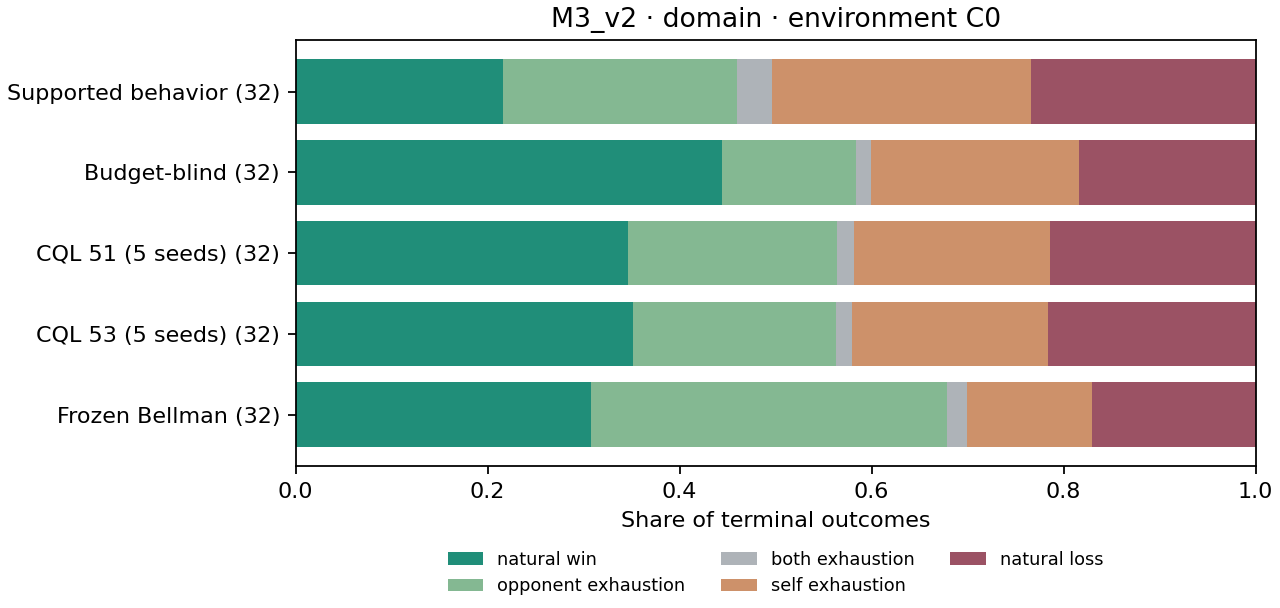 M3_v2 · domain · environment C0
Supported behavior (32)
Budget-blind (32)
CQL 51 (5 seeds) (32)
CQL 53 (5 seeds) (32)
Frozen Bellman (32)
0.0 0.2 0.4 0.6 0.8 1.0
Share of terminal outcomes
natural win both exhaustion natural loss
opponent exhaustion self exhaustion